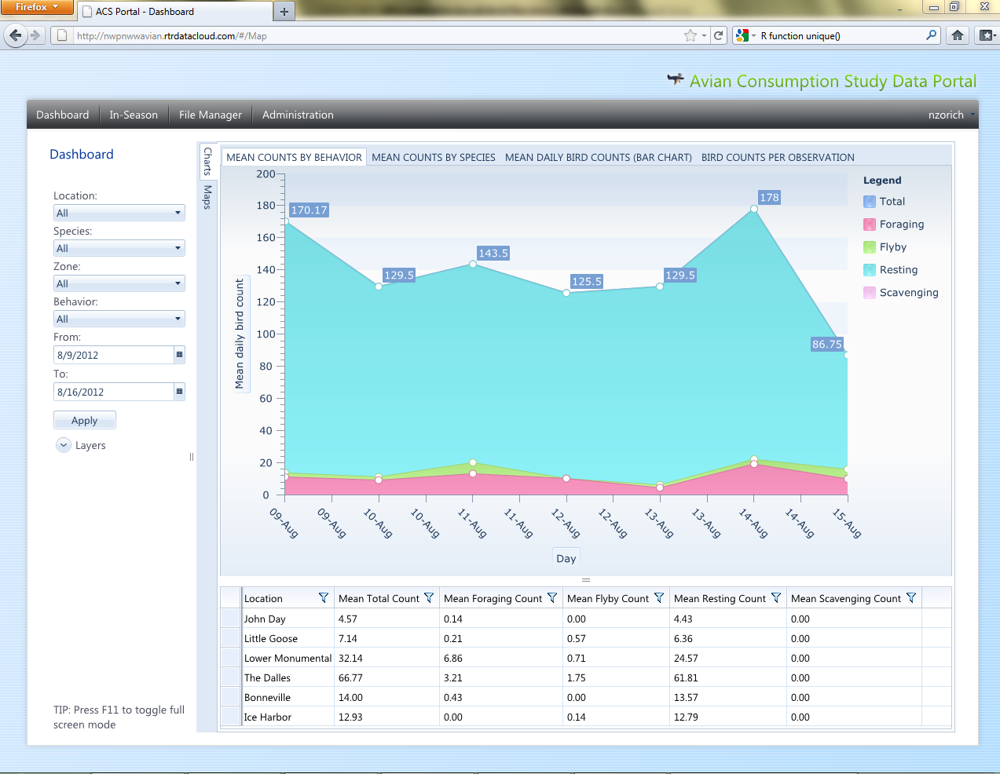 Firefox
ACS Portal - Dashboard
http://nwpnwwavian.rtrdatacloud.com/#/Map
R function unique()
Avian Consumption Study Data Portal
Dashboard
In-Season
File Manager
Administration
nzorich
Dashboard
Location:
All
Species:
All
Zone:
All
Behavior:
All
From:
8/9/2012
To:
8/16/2012
Apply
Layers
TIP: Press F11 to toggle full
screen mode
Charts
Maps
MEAN COUNTS BY BEHAVIOR
MEAN COUNTS BY SPECIES
MEAN DAILY BIRD COUNTS (BAR CHART)
BIRD COUNTS PER OBSERVATION
Mean daily bird count
200
180
160
140
120
100
80
60
40
20
0
170.17
129.5
143.5
125.5
129.5
178
86.75
09-Aug
09-Aug
10-Aug
10-Aug
11-Aug
11-Aug
12-Aug
12-Aug
13-Aug
13-Aug
14-Aug
14-Aug
15-Aug
Day
Legend
Total
Foraging
Flyby
Resting
Scavenging
Location Mean Total Count Mean Foraging Count Mean Flyby Count Mean Resting Count Mean Scavenging Count
John Day 4.57 0.14 0.00 4.43 0.00
Little Goose 7.14 0.21 0.57 6.36 0.00
Lower Monumental 32.14 6.86 0.71 24.57 0.00
The Dalles 66.77 3.21 1.75 61.81 0.00
Bonneville 14.00 0.43 0.00 13.57 0.00
Ice Harbor 12.93 0.00 0.14 12.79 0.00